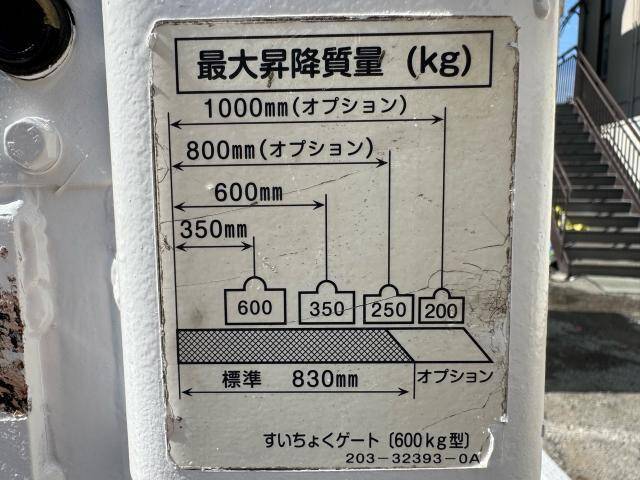 最大昇降質量 (kg)
1000mm(オプション)
800mm(オプション)
600mm
350mm
600 350 250 200
標準 830mm オプション
すいちょくゲート〔600kg型〕
203-32393-0A